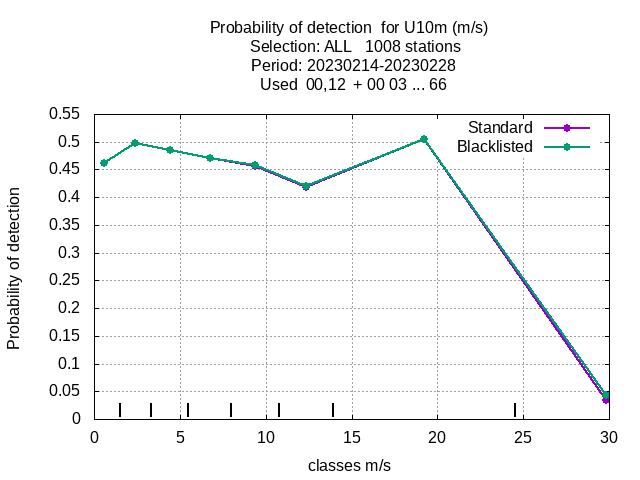 Probability of detection  for U10m (m/s)
Selection: ALL   1008 stations
Period: 20230214-20230228
Used  00,12  + 00 03 ... 66
Standard
Blacklisted
Probability of detection
0.55
0.5
0.45
0.4
0.35
0.3
0.25
0.2
0.15
0.1
0.05
0
0 5 10 15 20 25 30
classes m/s